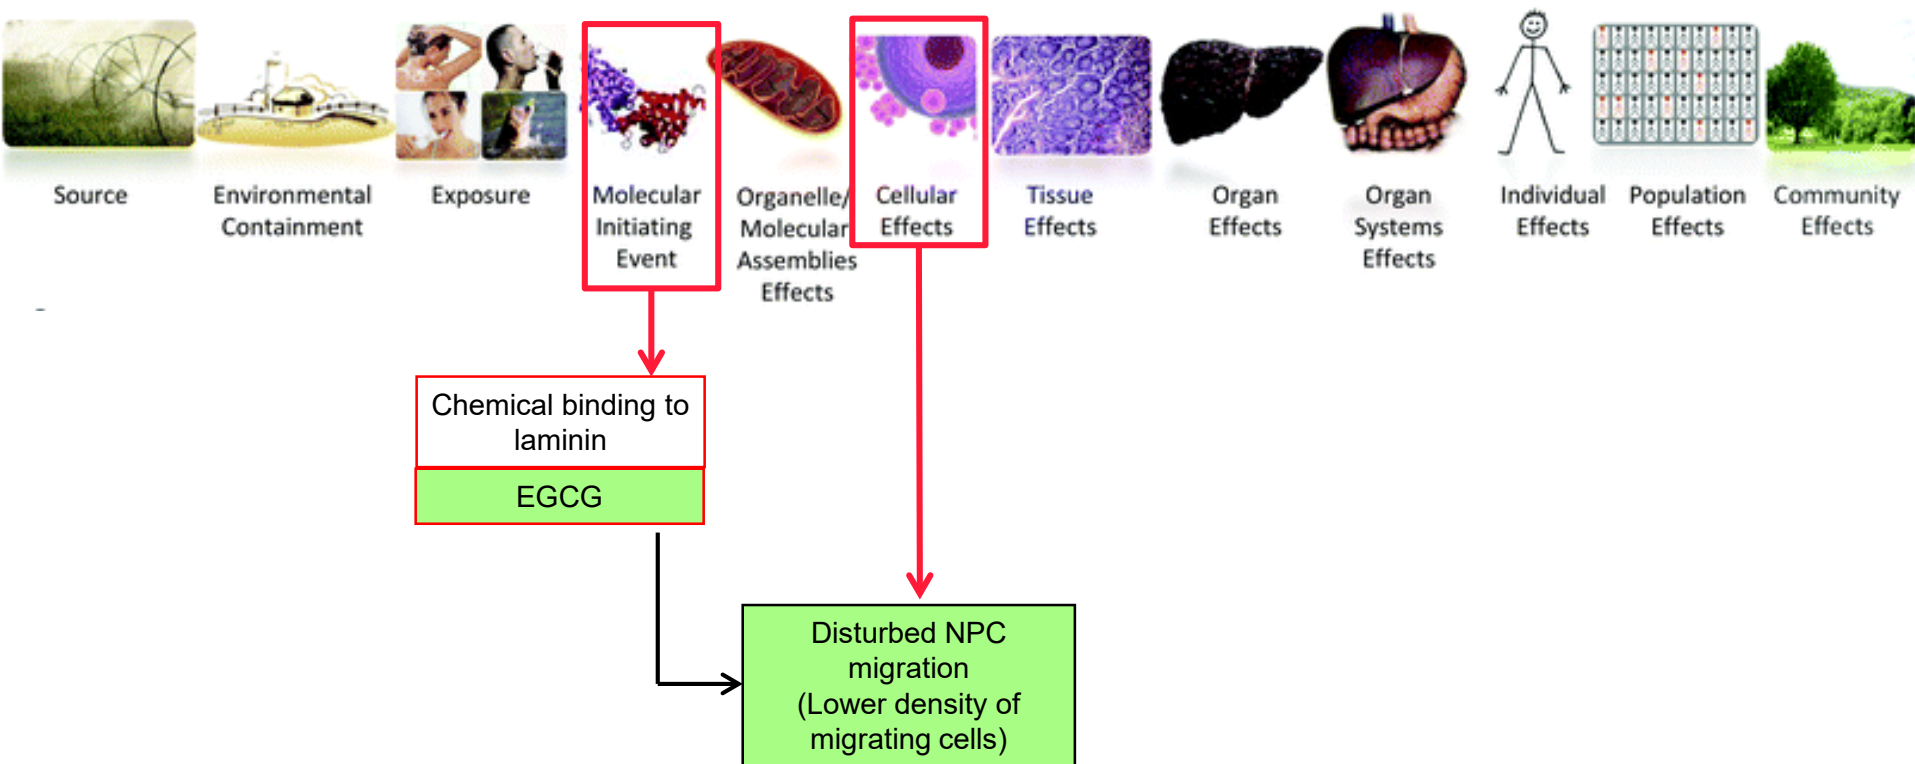 Source
Environmental
Containment
Exposure
Molecular
Initiating
Event
Organelle/
Molecular
Assemblies
Effects
Cellular
Effects
Tissue
Effects
Organ
Effects
Organ
Systems
Effects
Individual
Effects
Population
Effects
Community
Effects
Chemical binding to
laminin
EGCG
Disturbed NPC
migration
(Lower density of
migrating cells)